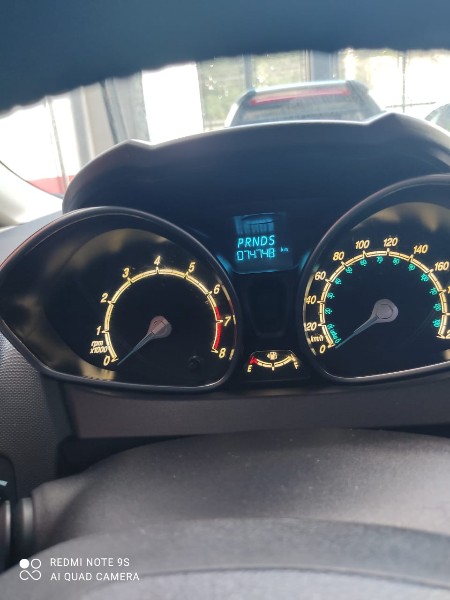 PRNDS
074748 km
0 1 2 3 4 5 6 7 8
rpm
x1000
0 20 40 60 80 100 120 140 160
km/h
E F
REDMI NOTE 9S
AI QUAD CAMERA